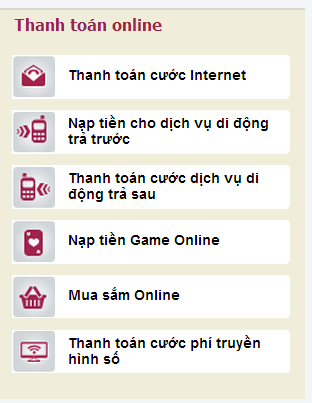 Thanh toán online
Thanh toán cước Internet
Nạp tiền cho dịch vụ di động
trả trước
Thanh toán cước dịch vụ di
động trả sau
Nạp tiền Game Online
Mua sắm Online
Thanh toán cước phí truyền
hình số